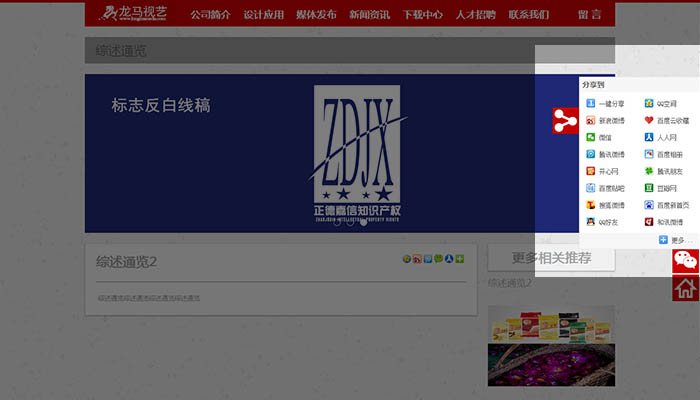 龙马视艺 公司简介 设计应用 媒体发布 新闻资讯 下载中心 人才招聘 联系我们 留 言
综述通览
标志反白线稿
ZDJX
正德嘉信知识产权
ZHENGDEJIAXIN INTELLECTUAL PROPERTY RIGHTS
分享到
一键分享 QQ空间
新浪微博 百度云收藏
微信 人人网
腾讯微博 百度相册
开心网 腾讯朋友
百度贴吧 豆瓣网
搜狐微博 百度新首页
QQ好友 和讯微博
更多...
综述通览2
综述通览综述通览综述通览综述通览
更多相关推荐
综述通览2